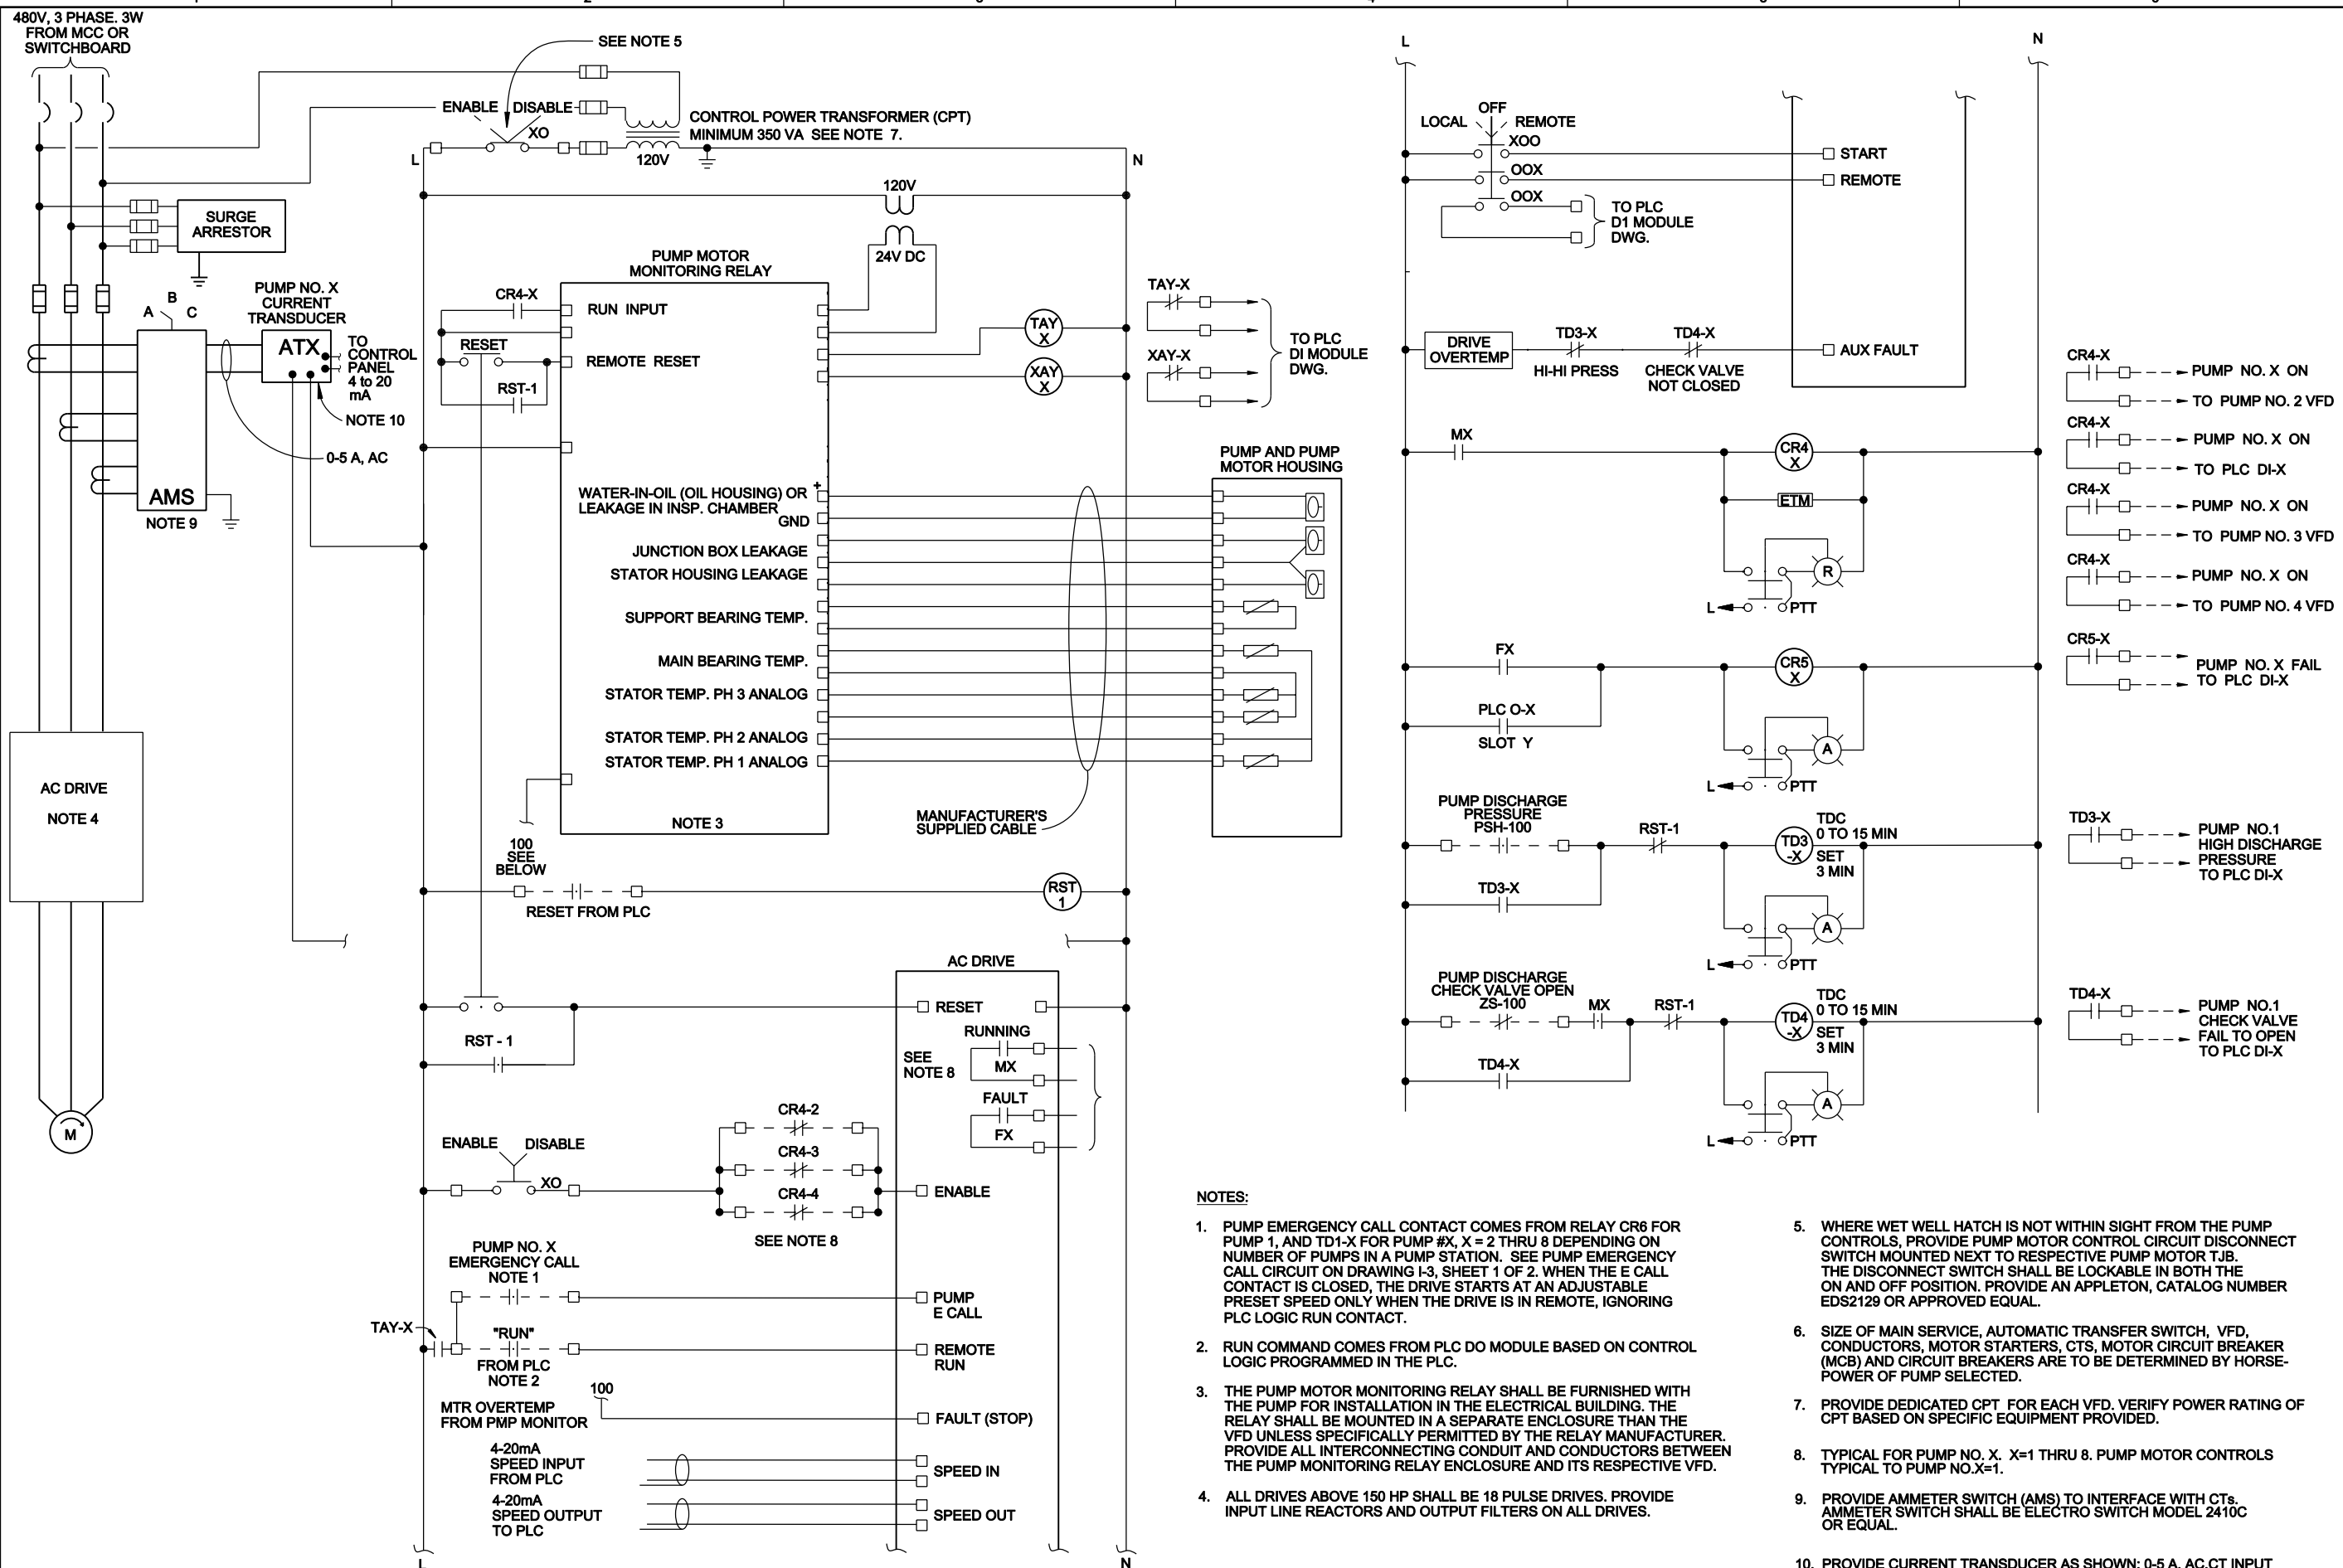 480V, 3 PHASE. 3W
FROM MCC OR
SWITCHBOARD
SEE NOTE 5
ENABLE
DISABLE
XO
CONTROL POWER TRANSFORMER (CPT)
MINIMUM 350 VA SEE NOTE 7.
L
120V
N
120V
24V DC
SURGE
ARRESTOR
A
B
C
PUMP NO. X
CURRENT
TRANSDUCER
ATX
TO
CONTROL
PANEL
4 to 20
mA
NOTE 10
0-5 A, AC
AMS
NOTE 9
PUMP MOTOR
MONITORING RELAY
CR4-X
RUN INPUT
RESET
REMOTE RESET
RST-1
TAY
X
XAY
X
TAY-X
XAY-X
TO PLC
DI MODULE
DWG.
WATER-IN-OIL (OIL HOUSING) OR
LEAKAGE IN INSP. CHAMBER
+
GND
JUNCTION BOX LEAKAGE
STATOR HOUSING LEAKAGE
SUPPORT BEARING TEMP.
MAIN BEARING TEMP.
STATOR TEMP. PH 3 ANALOG
STATOR TEMP. PH 2 ANALOG
STATOR TEMP. PH 1 ANALOG
NOTE 3
PUMP AND PUMP
MOTOR HOUSING
MANUFACTURER'S
SUPPLIED CABLE
100
SEE
BELOW
AC DRIVE
NOTE 4
M
RESET FROM PLC
RST
1
AC DRIVE
RESET
RST - 1
SEE
NOTE 8
RUNNING
MX
FAULT
FX
ENABLE
DISABLE
XO
CR4-2
CR4-3
CR4-4
SEE NOTE 8
ENABLE
PUMP NO. X
EMERGENCY CALL
NOTE 1
PUMP
E CALL
TAY-X
"RUN"
FROM PLC
NOTE 2
REMOTE
RUN
100
MTR OVERTEMP
FROM PMP MONITOR
FAULT (STOP)
4-20mA
SPEED INPUT
FROM PLC
SPEED IN
4-20mA
SPEED OUTPUT
TO PLC
SPEED OUT
L
N
L
N
OFF
LOCAL
REMOTE
XOO
START
OOX
REMOTE
OOX
TO PLC
D1 MODULE
DWG.
DRIVE
OVERTEMP
TD3-X
HI-HI PRESS
TD4-X
CHECK VALVE
NOT CLOSED
AUX FAULT
MX
CR4
X
ETM
R
L
PTT
FX
CR5
X
PLC O-X
SLOT Y
A
L
PTT
PUMP DISCHARGE
PRESSURE
PSH-100
RST-1
TD3
-X
TDC
0 TO 15 MIN
SET
3 MIN
TD3-X
A
L
PTT
PUMP DISCHARGE
CHECK VALVE OPEN
ZS-100
MX
RST-1
TD4
-X
TDC
0 TO 15 MIN
SET
3 MIN
TD4-X
A
L
PTT
CR4-X
PUMP NO. X ON
TO PUMP NO. 2 VFD
CR4-X
PUMP NO. X ON
TO PLC DI-X
CR4-X
PUMP NO. X ON
TO PUMP NO. 3 VFD
CR4-X
PUMP NO. X ON
TO PUMP NO. 4 VFD
CR5-X
PUMP NO. X FAIL
TO PLC DI-X
TD3-X
PUMP NO.1
HIGH DISCHARGE
PRESSURE
TO PLC DI-X
TD4-X
PUMP NO.1
CHECK VALVE
FAIL TO OPEN
TO PLC DI-X
NOTES:
1. PUMP EMERGENCY CALL CONTACT COMES FROM RELAY CR6 FOR
PUMP 1, AND TD1-X FOR PUMP #X, X = 2 THRU 8 DEPENDING ON
NUMBER OF PUMPS IN A PUMP STATION. SEE PUMP EMERGENCY
CALL CIRCUIT ON DRAWING I-3, SHEET 1 OF 2. WHEN THE E CALL
CONTACT IS CLOSED, THE DRIVE STARTS AT AN ADJUSTABLE
PRESET SPEED ONLY WHEN THE DRIVE IS IN REMOTE, IGNORING
PLC LOGIC RUN CONTACT.
2. RUN COMMAND COMES FROM PLC DO MODULE BASED ON CONTROL
LOGIC PROGRAMMED IN THE PLC.
3. THE PUMP MOTOR MONITORING RELAY SHALL BE FURNISHED WITH
THE PUMP FOR INSTALLATION IN THE ELECTRICAL BUILDING. THE
RELAY SHALL BE MOUNTED IN A SEPARATE ENCLOSURE THAN THE
VFD UNLESS SPECIFICALLY PERMITTED BY THE RELAY MANUFACTURER.
PROVIDE ALL INTERCONNECTING CONDUIT AND CONDUCTORS BETWEEN
THE PUMP MONITORING RELAY ENCLOSURE AND ITS RESPECTIVE VFD.
4. ALL DRIVES ABOVE 150 HP SHALL BE 18 PULSE DRIVES. PROVIDE
INPUT LINE REACTORS AND OUTPUT FILTERS ON ALL DRIVES.
5. WHERE WET WELL HATCH IS NOT WITHIN SIGHT FROM THE PUMP
CONTROLS, PROVIDE PUMP MOTOR CONTROL CIRCUIT DISCONNECT
SWITCH MOUNTED NEXT TO RESPECTIVE PUMP MOTOR TJB.
THE DISCONNECT SWITCH SHALL BE LOCKABLE IN BOTH THE
ON AND OFF POSITION. PROVIDE AN APPLETON, CATALOG NUMBER
EDS2129 OR APPROVED EQUAL.
6. SIZE OF MAIN SERVICE, AUTOMATIC TRANSFER SWITCH, VFD,
CONDUCTORS, MOTOR STARTERS, CTS, MOTOR CIRCUIT BREAKER
(MCB) AND CIRCUIT BREAKERS ARE TO BE DETERMINED BY HORSE-
POWER OF PUMP SELECTED.
7. PROVIDE DEDICATED CPT FOR EACH VFD. VERIFY POWER RATING OF
CPT BASED ON SPECIFIC EQUIPMENT PROVIDED.
8. TYPICAL FOR PUMP NO. X. X=1 THRU 8. PUMP MOTOR CONTROLS
TYPICAL TO PUMP NO.X=1.
9. PROVIDE AMMETER SWITCH (AMS) TO INTERFACE WITH CTs.
AMMETER SWITCH SHALL BE ELECTRO SWITCH MODEL 2410C
OR EQUAL.
10. PROVIDE CURRENT TRANSDUCER AS SHOWN: 0-5 A, AC,CT INPUT